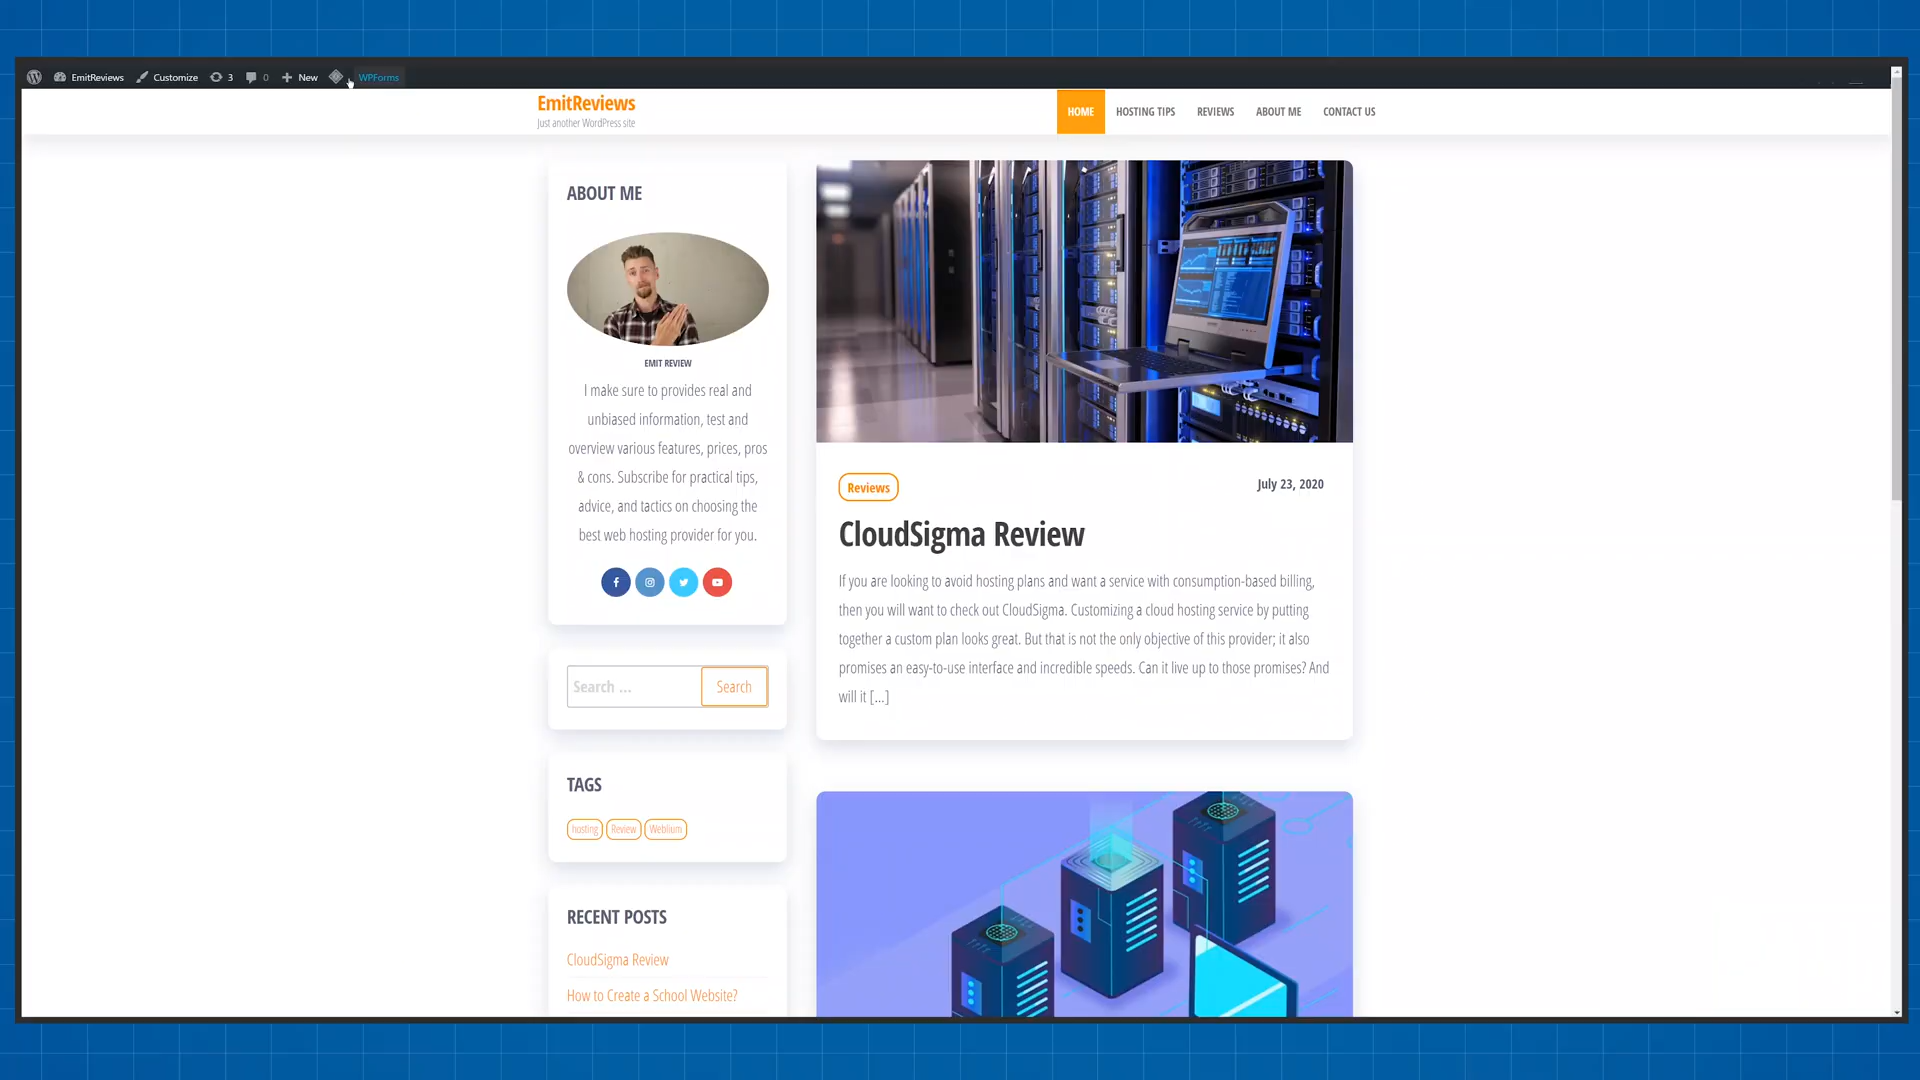 EmitReviews Customize 3 0 New WPForms
EmitReviews
Just another WordPress site
HOME HOSTING TIPS REVIEWS ABOUT ME CONTACT US
ABOUT ME
EMIT REVIEW
I make sure to provides real and
unbiased information, test and
overview various features, prices, pros
& cons. Subscribe for practical tips,
advice, and tactics on choosing the
best web hosting provider for you.
Search ... Search
TAGS
hosting Review Weblium
RECENT POSTS
CloudSigma Review
How to Create a School Website?
Reviews July 23, 2020
CloudSigma Review
If you are looking to avoid hosting plans and want a service with consumption-based billing,
then you will want to check out CloudSigma. Customizing a cloud hosting service by putting
together a custom plan looks great. But that is not the only objective of this provider; it also
promises an easy-to-use interface and incredible speeds. Can it live up to those promises? And
will it [...]